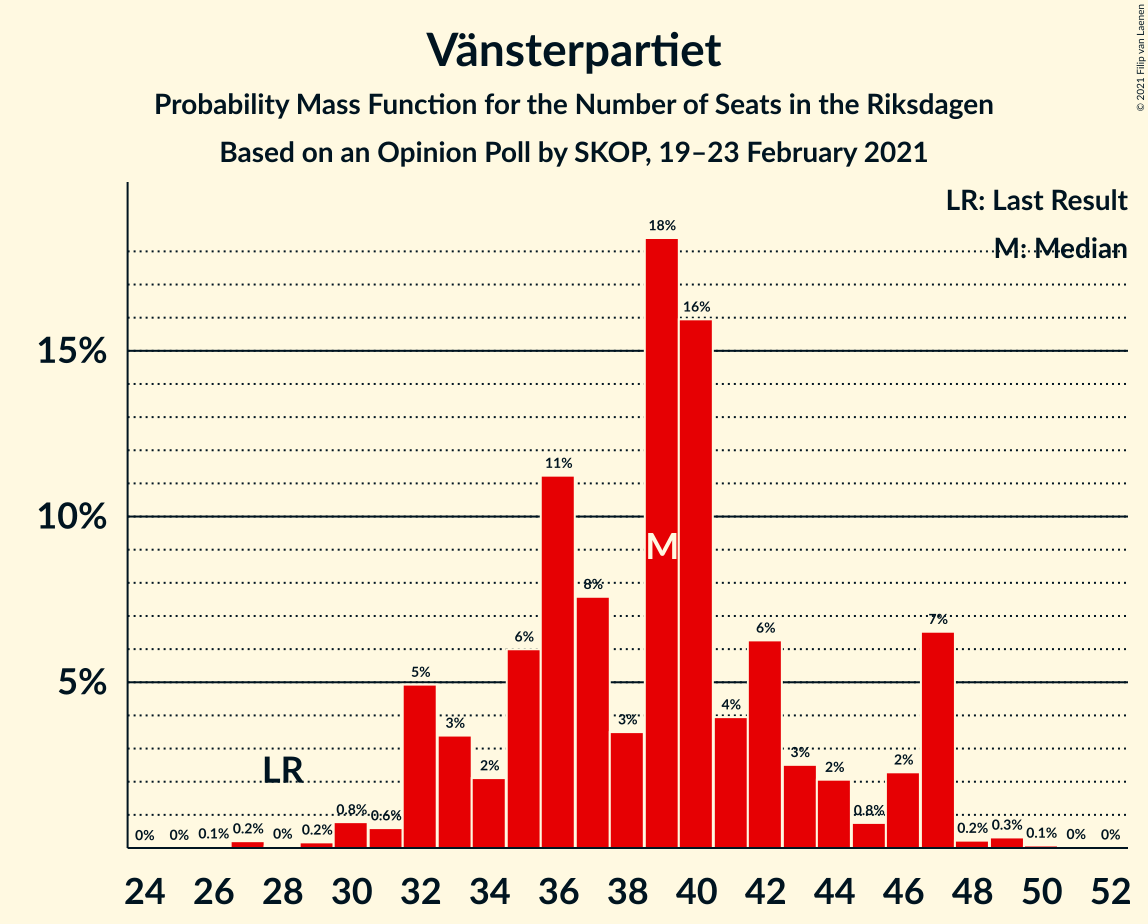 Vänsterpartiet
Probability Mass Function for the Number of Seats in the Riksdagen
Based on an Opinion Poll by SKOP, 19–23 February 2021
© 2021 Filip van Laenen
LR: Last Result
M: Median
15%
10%
5%
0% 0% 0.1% 0.2% 0% 0.2% 0.8% 0.6% 5% 3% 2% 6% 11% 8% 3% 18% 16% 4% 6% 3% 2% 0.8% 2% 7% 0.2% 0.3% 0.1% 0% 0%
LR
M
24 26 28 30 32 34 36 38 40 42 44 46 48 50 52